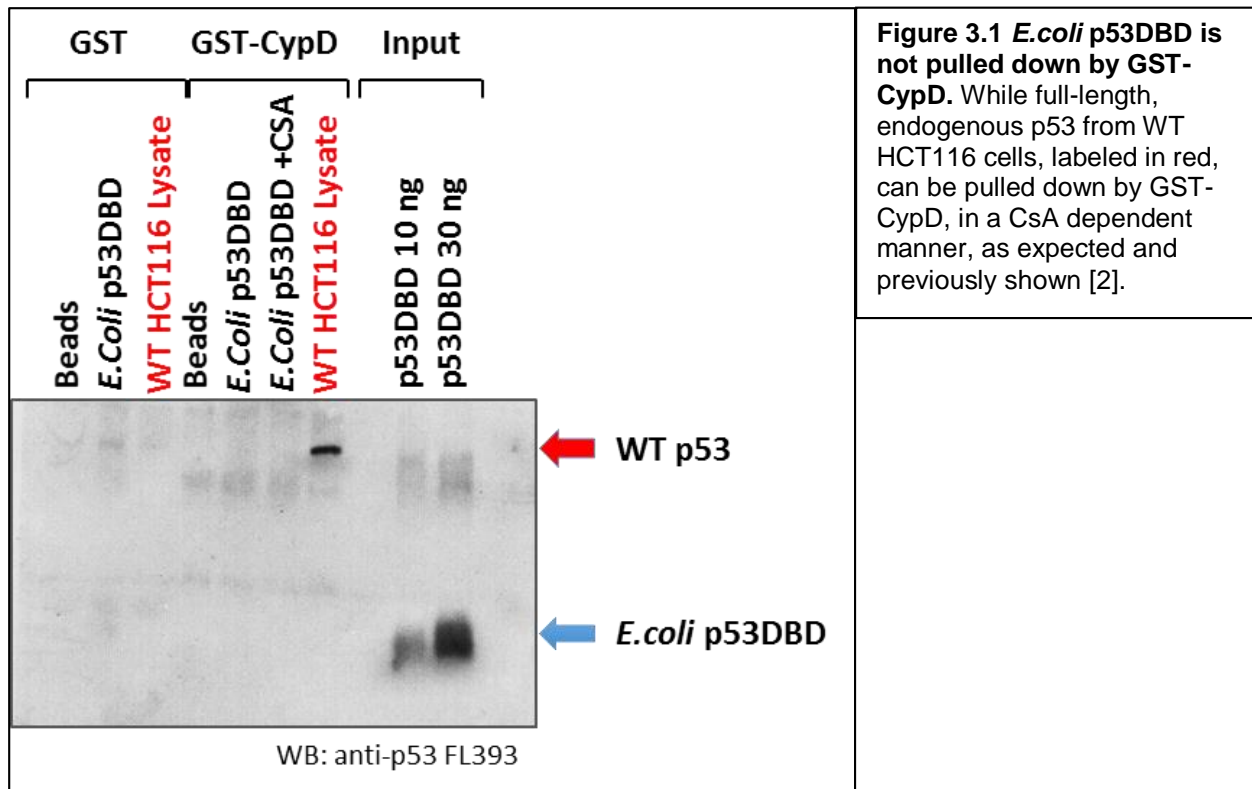 GST GST-CypD Input
Beads
E.Coli p53DBD
WT HCT116 Lysate
Beads
E.Coli p53DBD
E.Coli p53DBD +CSA
WT HCT116 Lysate
p53DBD 10 ng
p53DBD 30 ng
WT p53
E.coli p53DBD
WB: anti-p53 FL393
Figure 3.1 E.coli p53DBD is
not pulled down by GST-
CypD. While full-length,
endogenous p53 from WT
HCT116 cells, labeled in red,
can be pulled down by GST-
CypD, in a CsA dependent
manner, as expected and
previously shown [2].